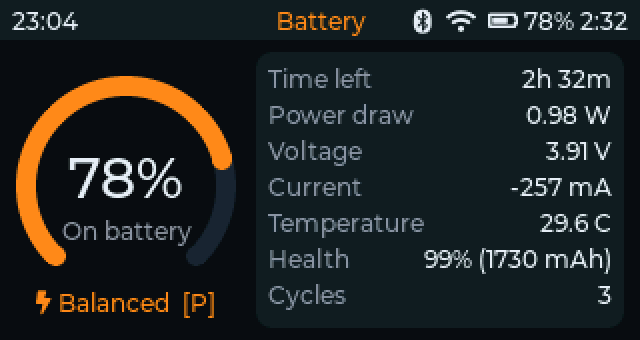 23:04 Battery 78% 2:32
78%
On battery
Balanced [P]
Time left 2h 32m
Power draw 0.98 W
Voltage 3.91 V
Current -257 mA
Temperature 29.6 C
Health 99% (1730 mAh)
Cycles 3